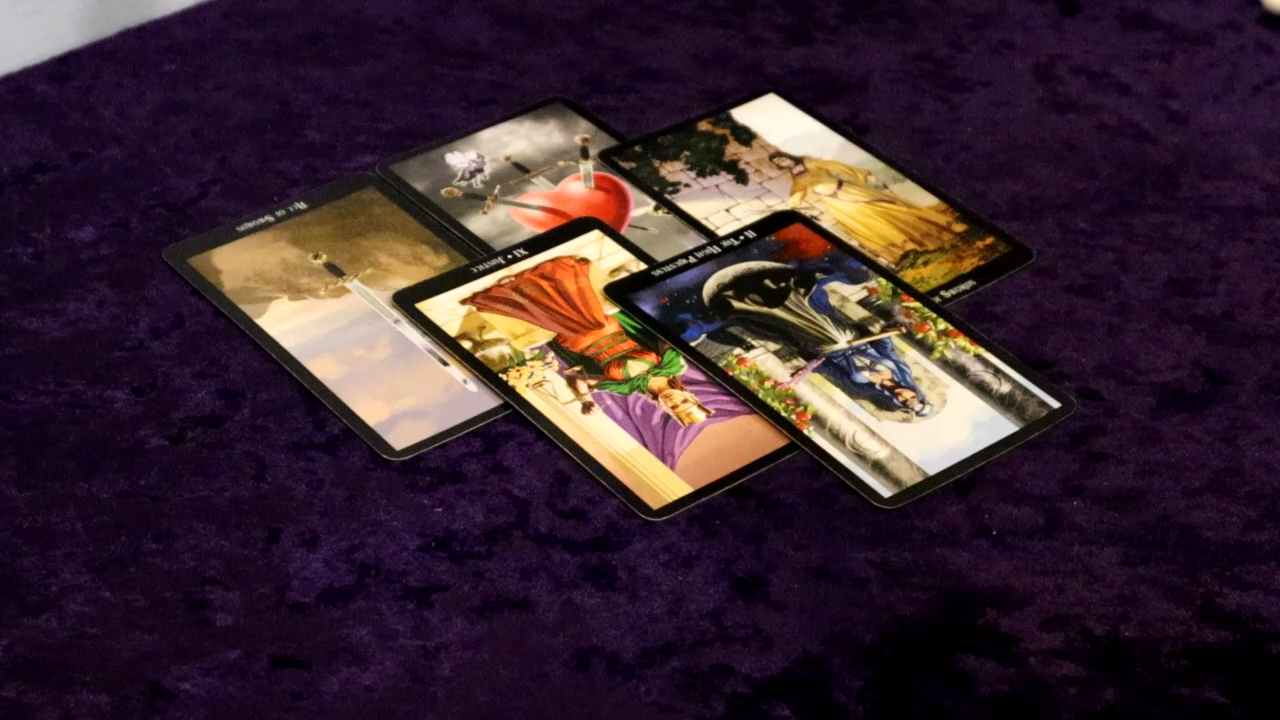 Ace of Swords
XI • Justice
II • The High Priestess